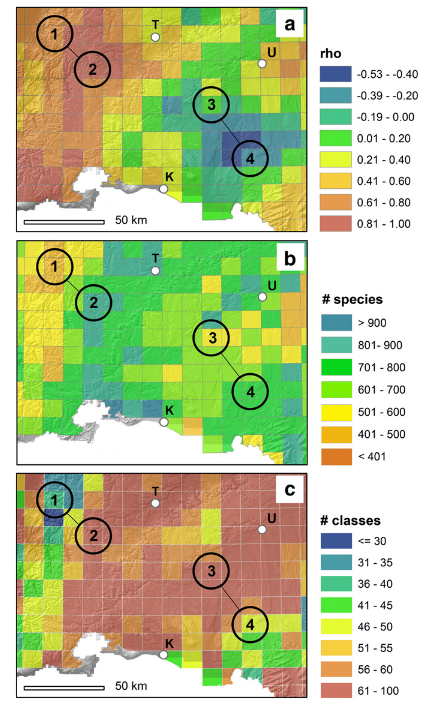 a
1
T
2
U
3
4
K
50 km
rho
-0.53 - -0.40
-0.39 - -0.20
-0.19 - 0.00
0.01 - 0.20
0.21 - 0.40
0.41 - 0.60
0.61 - 0.80
0.81 - 1.00
b
1
T
2
U
3
4
K
# species
> 900
801- 900
701 - 800
601 - 700
501 - 600
401 - 500
< 401
c
1
T
2
U
3
4
K
50 km
# classes
<= 30
31 - 35
36 - 40
41 - 45
46 - 50
51 - 55
56 - 60
61 - 100